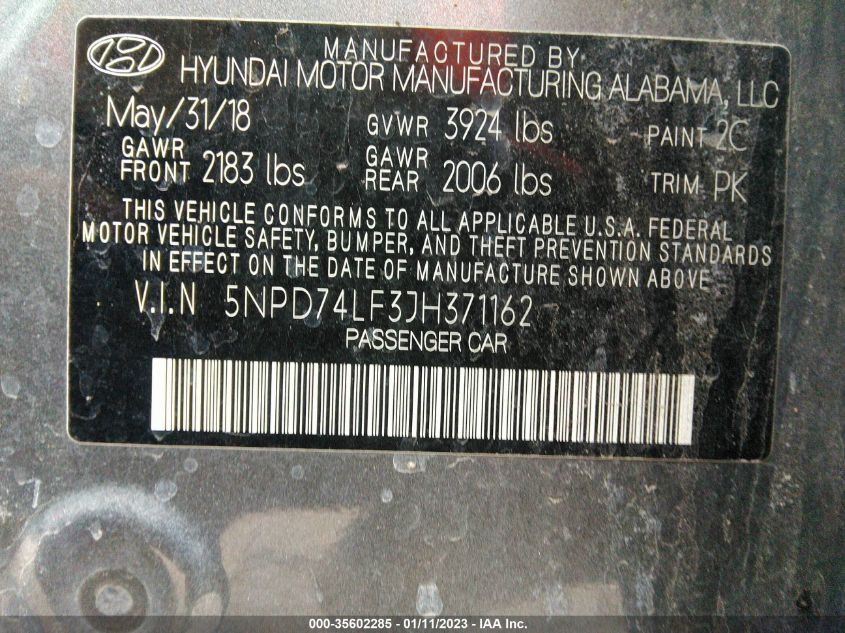 MANUFACTURED BY
HYUNDAI MOTOR MANUFACTURING ALABAMA, LLC
May/31/18 GVWR 3924 lbs PAINT 2C
GAWR FRONT 2183 lbs GAWR REAR 2006 lbs TRIM PK
THIS VEHICLE CONFORMS TO ALL APPLICABLE U.S.A. FEDERAL
MOTOR VEHICLE SAFETY, BUMPER, AND THEFT PREVENTION STANDARDS
IN EFFECT ON THE DATE OF MANUFACTURE SHOWN ABOVE
V.I.N 5NPD74LF3JH371162
PASSENGER CAR
000-35602285 - 01/11/2023 - IAA Inc.